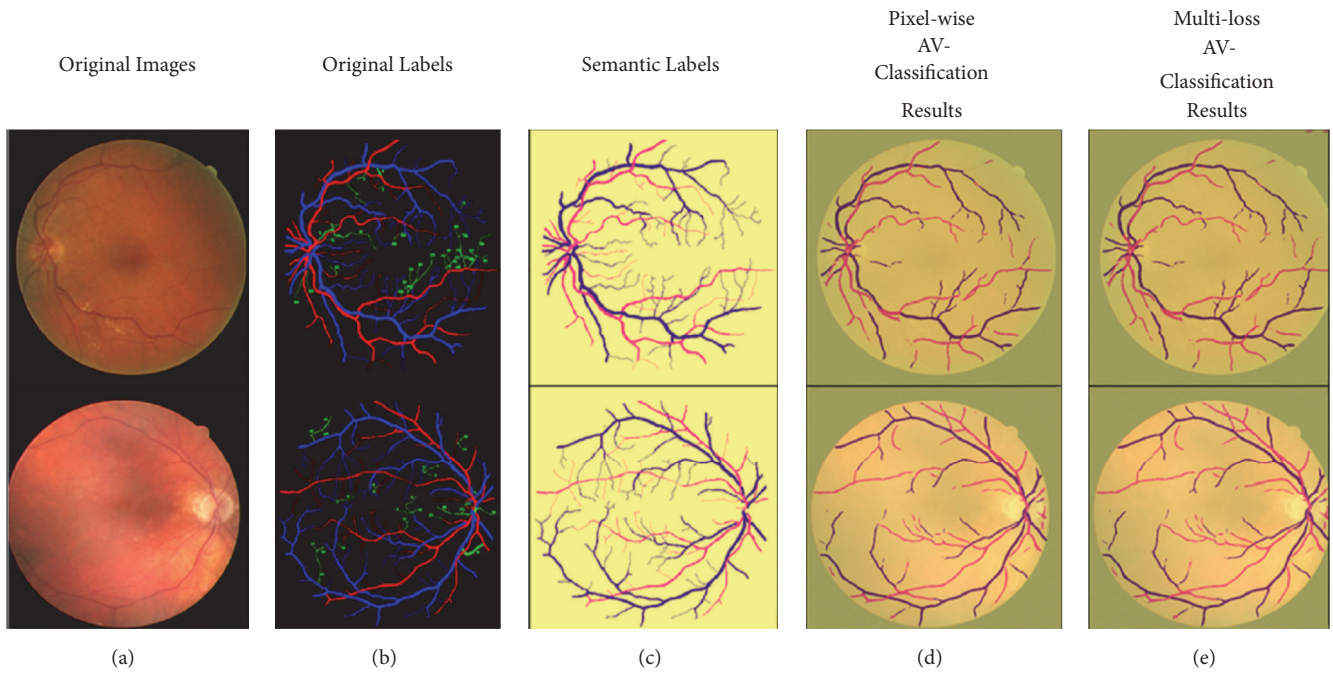 Original Images
Original Labels
Semantic Labels
Pixel-wise
AV-
Classification
Results
Multi-loss
AV-
Classification
Results
(a)
(b)
(c)
(d)
(e)